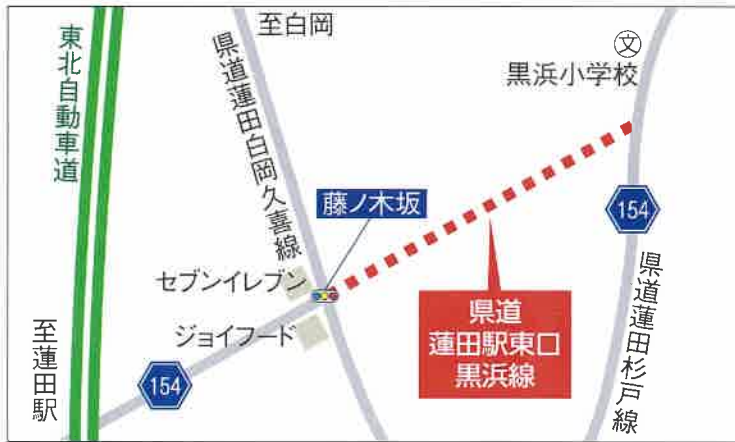 東北自動車道
至蓮田駅
県道蓮田白岡久喜線
至白岡
文
黒浜小学校
藤ノ木坂
154
セブンイレブン
ジョイフード
県道
蓮田駅東口
黒浜線
県道蓮田杉戸線
154